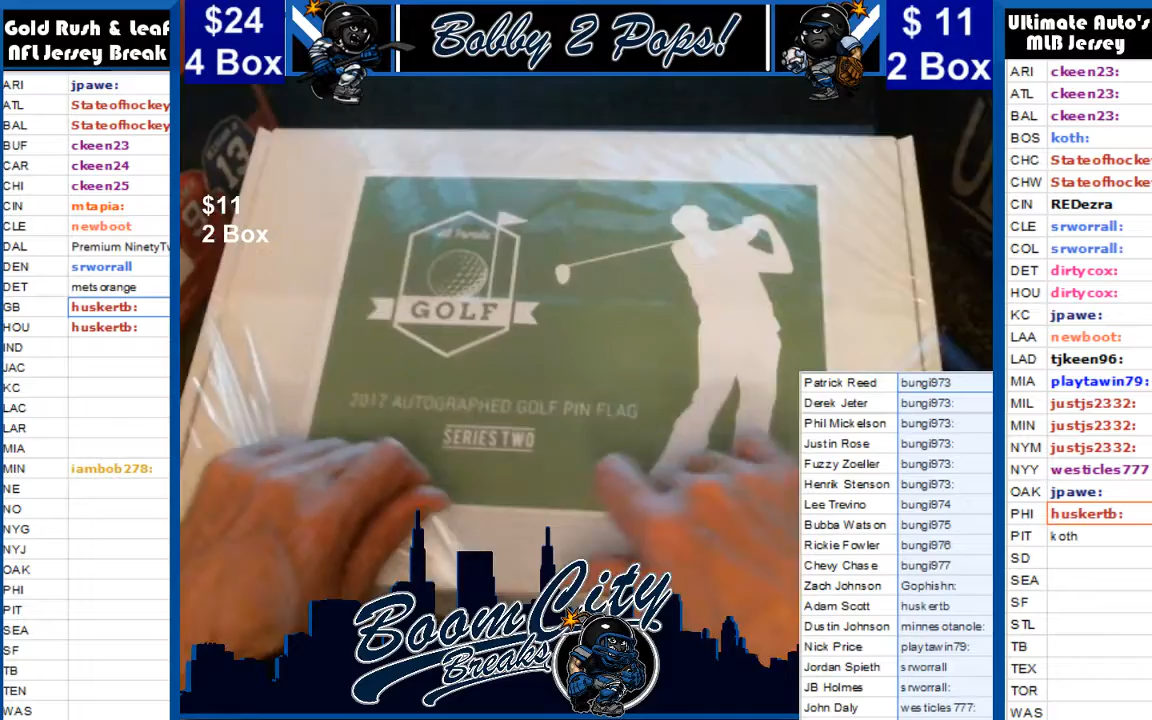 Gold Rush & Leaf
NFL Jersey Break
ARI jpawe:
ATL Stateofhockey
BAL Stateofhockey
BUF ckeen23
CAR ckeen24
CHI ckeen25
CIN mtapia:
CLE newboot
DAL Premium NinetyTw
DEN srworrall
DET mets orange
GB huskertb:
HOU huskertb:
IND
JAC
KC
LAC
LAR
MIA
MIN iambob278:
NE
NO
NYG
NYJ
OAK
PHI
PIT
SEA
SF
TB
TEN
WAS
$24
4 Box
Bobby 2 Pops!
$ 11
2 Box
$11
2 Box
13
GOLF
2017 AUTOGRAPHED GOLF PIN FLAG
SERIES TWO
Boom City
Breaks
Patrick Reed bungi973
Derek Jeter bungi973:
Phil Mickelson bungi973:
Justin Rose bungi973:
Fuzzy Zoeller bungi973:
Henrik Stenson bungi973:
Lee Trevino bungi974
Bubba Watson bungi975
Rickie Fowler bungi976
Chevy Chase bungi977
Zach Johnson Gophishn:
Adam Scott huskertb
Dustin Johnson minnesotanole:
Nick Price playtawin79:
Jordan Spieth srworrall
JB Holmes srworrall:
John Daly westicles777:
Ultimate Auto's
MLB Jersey
ARI ckeen23:
ATL ckeen23:
BAL ckeen23:
BOS koth:
CHC Stateofhocke
CHW Stateofhocke
CIN REDezra
CLE srworrall:
COL srworrall:
DET dirtycox:
HOU dirtycox:
KC jpawe:
LAA newboot:
LAD tjkeen96:
MIA playtawin79:
MIL justjs2332:
MIN justjs2332:
NYM justjs2332:
NYY westicles777
OAK jpawe:
PHI huskertb:
PIT koth
SD
SEA
SF
STL
TB
TEX
TOR
WAS